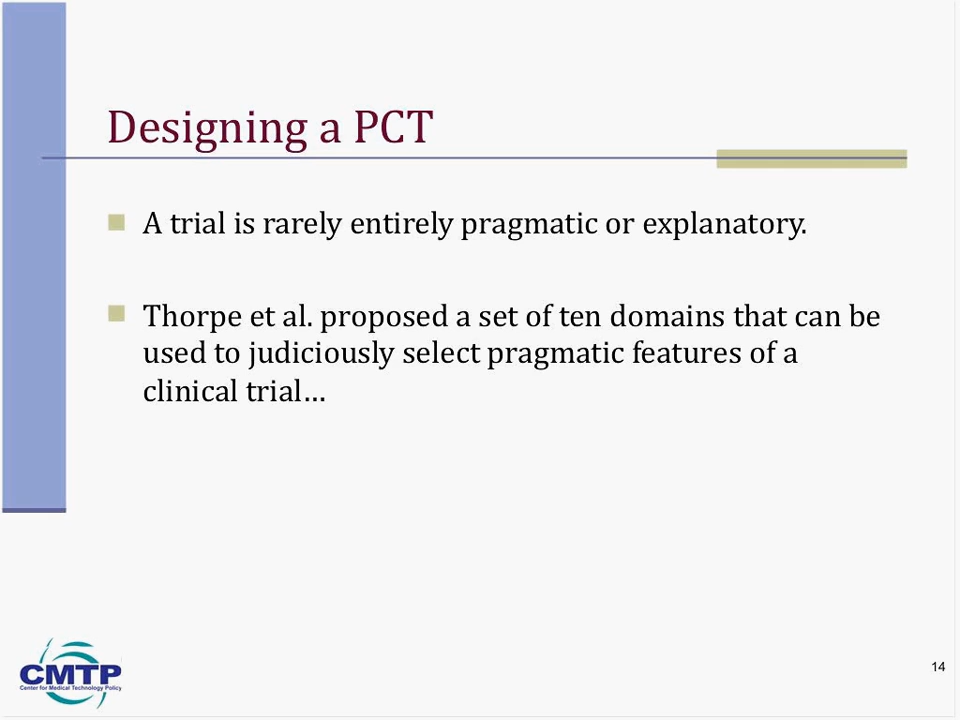 Designing a PCT
A trial is rarely entirely pragmatic or explanatory.
Thorpe et al. proposed a set of ten domains that can be
used to judiciously select pragmatic features of a
clinical trial…
CMTP
Center for Medical Technology Policy
14